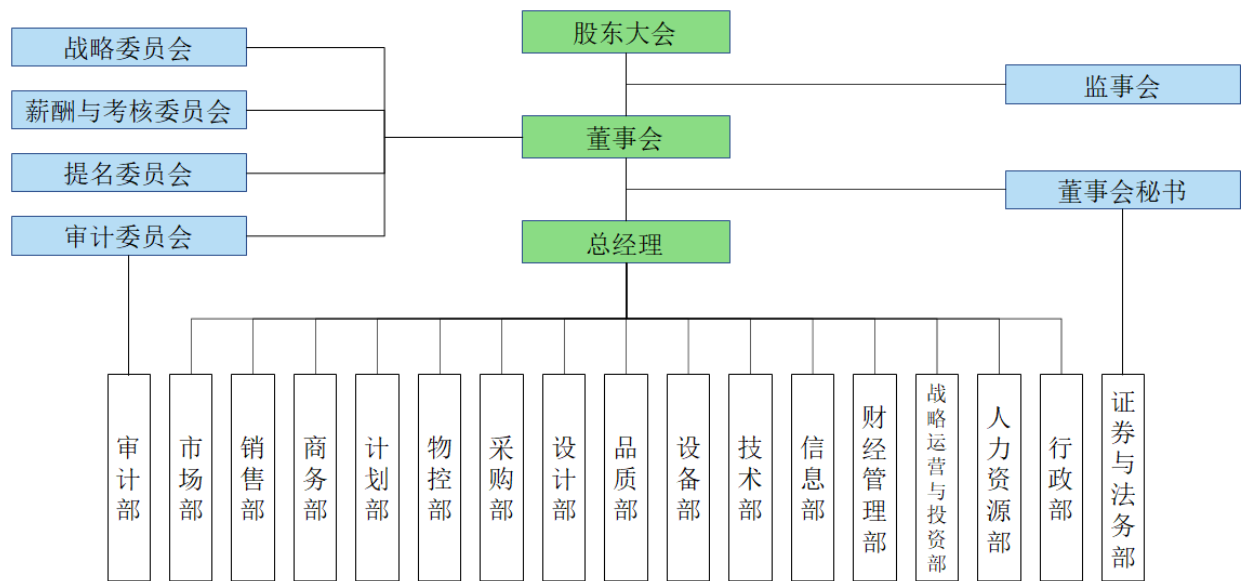 股东大会
战略委员会
监事会
薪酬与考核委员会
董事会
提名委员会
董事会秘书
审计委员会
总经理
审计部
市场部
销售部
商务部
计划部
物控部
采购部
设计部
品质部
设备部
技术部
信息部
财经管理部
战略运营与投资部
人力资源部
行政部
证券与法务部